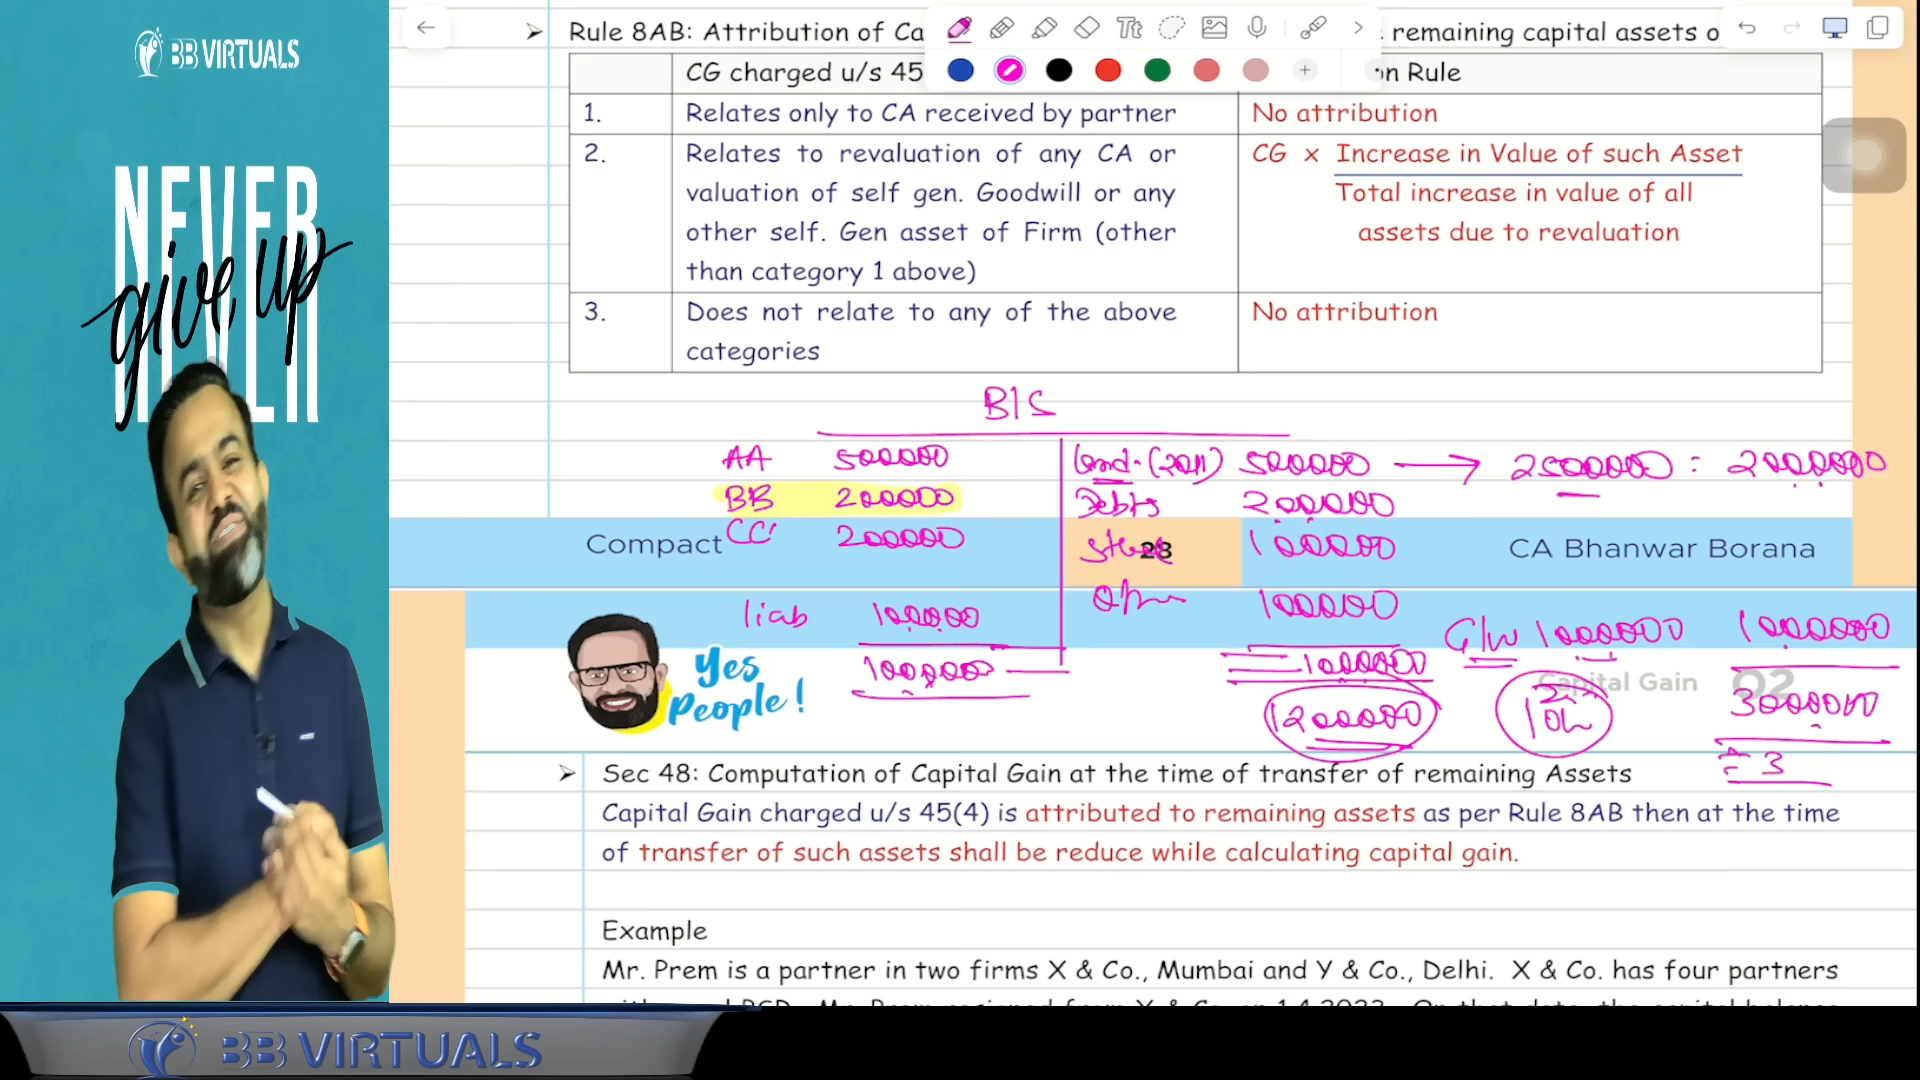 BB VIRTUALS
NEVER
give up
NEVER
Rule 8AB: Attribution of Ca
remaining capital assets o
CG charged u/s 45
on Rule
1. Relates only to CA received by partner No attribution
2. Relates to revaluation of any CA or CG x Increase in Value of such Asset
valuation of self gen. Goodwill or any Total increase in value of all
other self. Gen asset of Firm (other assets due to revaluation
than category 1 above)
3. Does not relate to any of the above No attribution
categories
B/S
AA 500000 Land-(2011) 500000 → 2500000 = 2000000
BB 200000 Debts 200000
CC 200000 100000
Compact 28 CA Bhanwar Borana
liab 100000 100000 G/W 1000000 1000000
1000000 1000000
Capital Gain 02
1200000 3000000
= 3
Yes
People!
Sec 48: Computation of Capital Gain at the time of transfer of remaining Assets
Capital Gain charged u/s 45(4) is attributed to remaining assets as per Rule 8AB then at the time
of transfer of such assets shall be reduce while calculating capital gain.
Example
Mr. Prem is a partner in two firms X & Co., Mumbai and Y & Co., Delhi. X & Co. has four partners
BB VIRTUALS